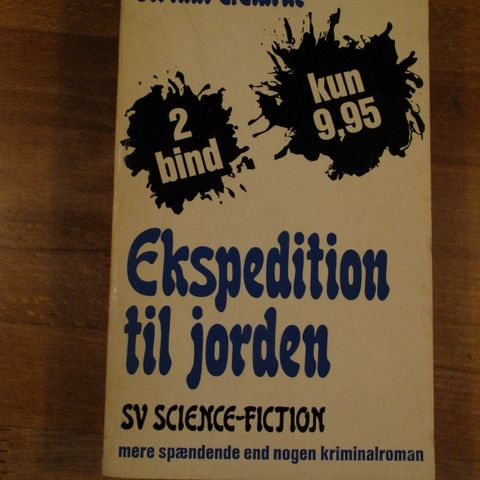 2
bind
kun
9,95
Ekspedition
til jorden
SV SCIENCE-FICTION
mere spændende end nogen kriminalroman